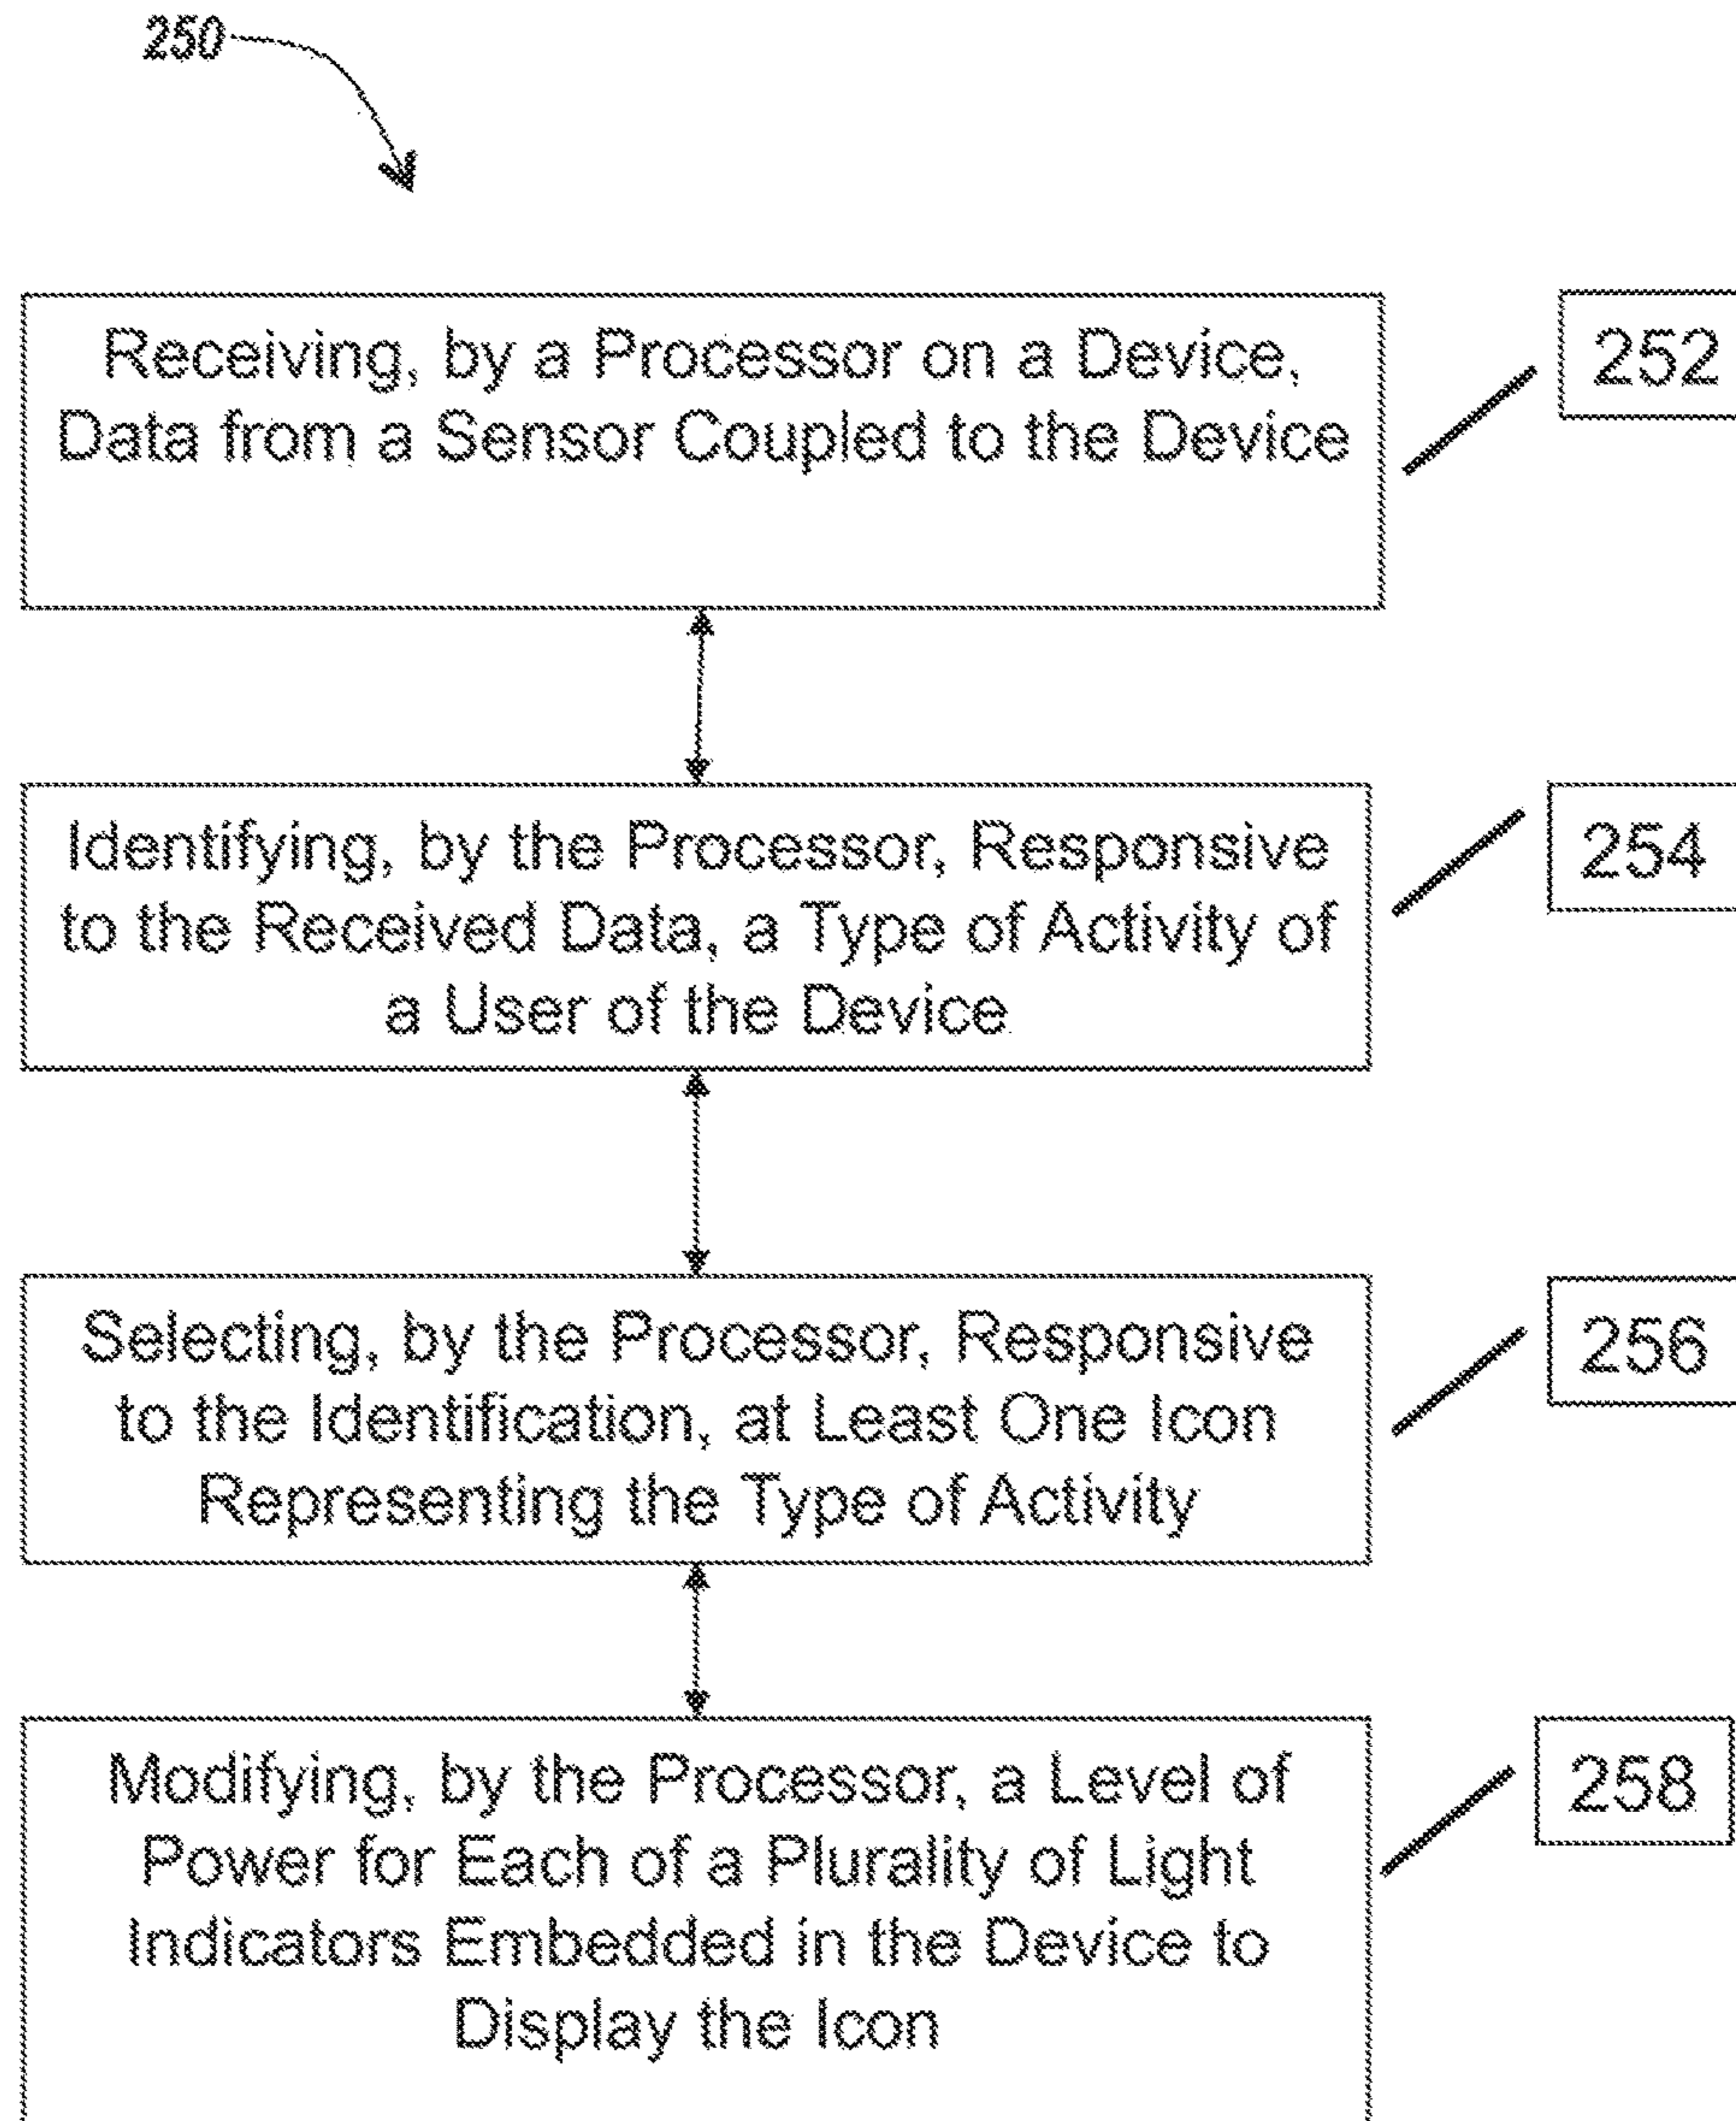 250
Receiving, by a Processor on a Device,
Data from a Sensor Coupled to the Device
252
Identifying, by the Processor, Responsive
to the Received Data, a Type of Activity of
a User of the Device
254
Selecting, by the Processor, Responsive
to the Identification, at Least One Icon
Representing the Type of Activity
256
Modifying, by the Processor, a Level of
Power for Each of a Plurality of Light
Indicators Embedded in the Device to
Display the Icon
258